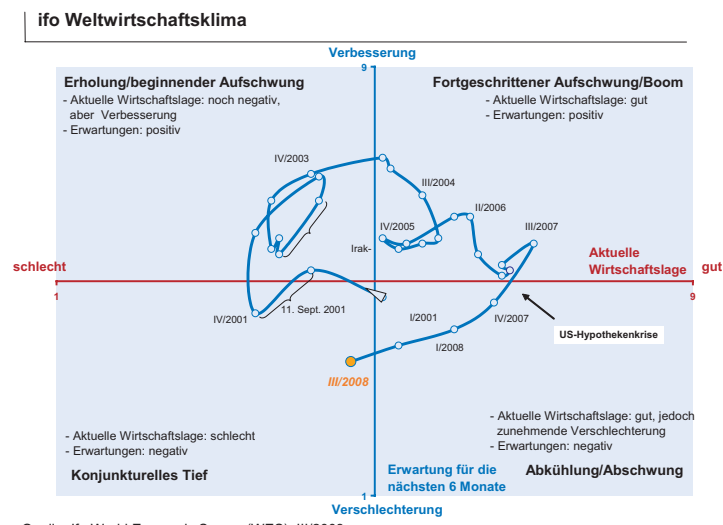 ifo Weltwirtschaftsklima
Verbesserung
9
Erholung/beginnender Aufschwung
- Aktuelle Wirtschaftslage: noch negativ,
aber Verbesserung
- Erwartungen: positiv
Fortgeschrittener Aufschwung/Boom
- Aktuelle Wirtschaftslage: gut
- Erwartungen: positiv
IV/2003
III/2004
II/2006
IV/2005
III/2007
Irak-
Aktuelle
Wirtschaftslage
schlecht
gut
1
9
11. Sept. 2001
IV/2001
I/2001
IV/2007
US-Hypothekenkrise
I/2008
III/2008
- Aktuelle Wirtschaftslage: gut, jedoch
zunehmende Verschlechterung
- Erwartungen: negativ
- Aktuelle Wirtschaftslage: schlecht
- Erwartungen: negativ
Konjunkturelles Tief
Erwartung für die
nächsten 6 Monate
Abkühlung/Abschwung
1
Verschlechterung